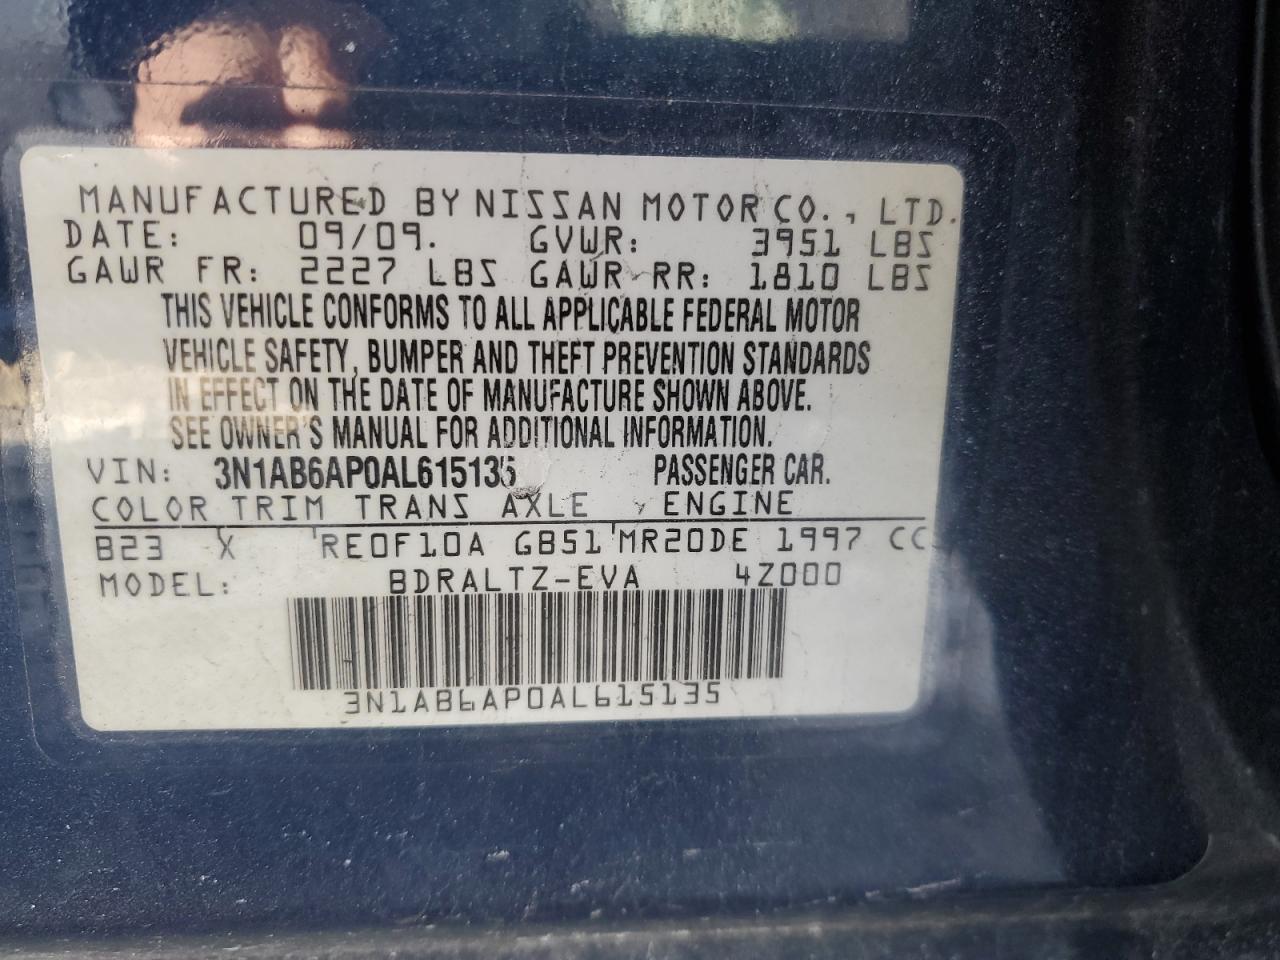 MANUFACTURED BY NISSAN MOTOR CO., LTD.
DATE: 09/09. GVWR: 3951 LBS
GAWR FR: 2227 LBS GAWR RR: 1810 LBS
THIS VEHICLE CONFORMS TO ALL APPLICABLE FEDERAL MOTOR
VEHICLE SAFETY, BUMPER AND THEFT PREVENTION STANDARDS
IN EFFECT ON THE DATE OF MANUFACTURE SHOWN ABOVE.
SEE OWNER'S MANUAL FOR ADDITIONAL INFORMATION.
VIN: 3N1AB6AP0AL615135 PASSENGER CAR.
COLOR TRIM TRANS AXLE ENGINE
B23 X RE0F10A GB51 MR20DE 1997 CC
MODEL: BDRALTZ-EVA 4Z000
3N1AB6AP0AL615135